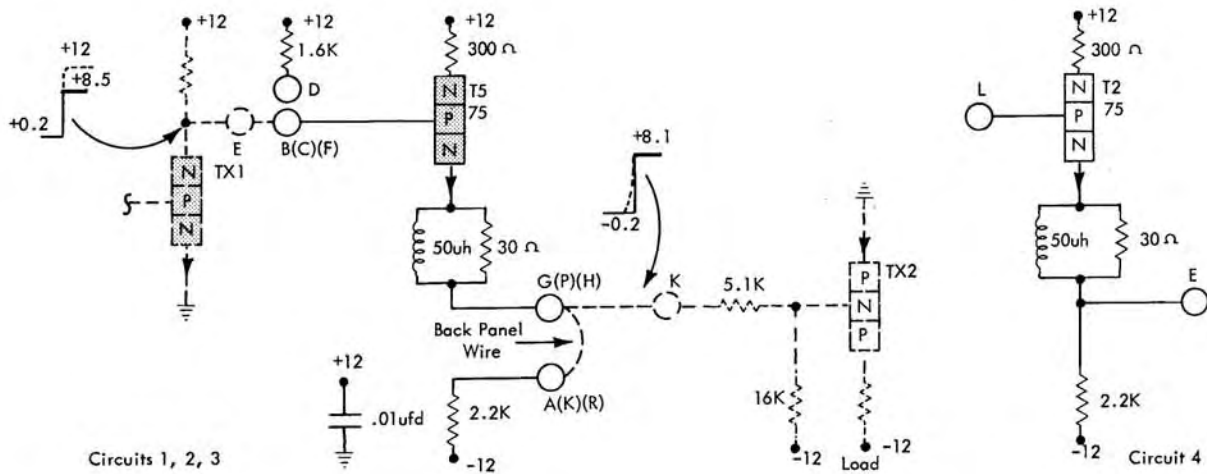 +12
+12
+12
+12
1.6K
300 Ω
300 Ω
+12
+8.5
+0.2
D
N
T5
75
P
N
E
B(C)(F)
N
TX1
P
N
L
N
T2
75
P
N
+8.1
-0.2
50uh
30 Ω
50uh
30 Ω
G(P)(H)
K
5.1K
P
TX2
N
P
E
Back Panel
Wire
+12
A(K)(R)
.01ufd
2.2K
16K
2.2K
-12
-12
-12
Load
-12
Circuits 1, 2, 3
Circuit 4